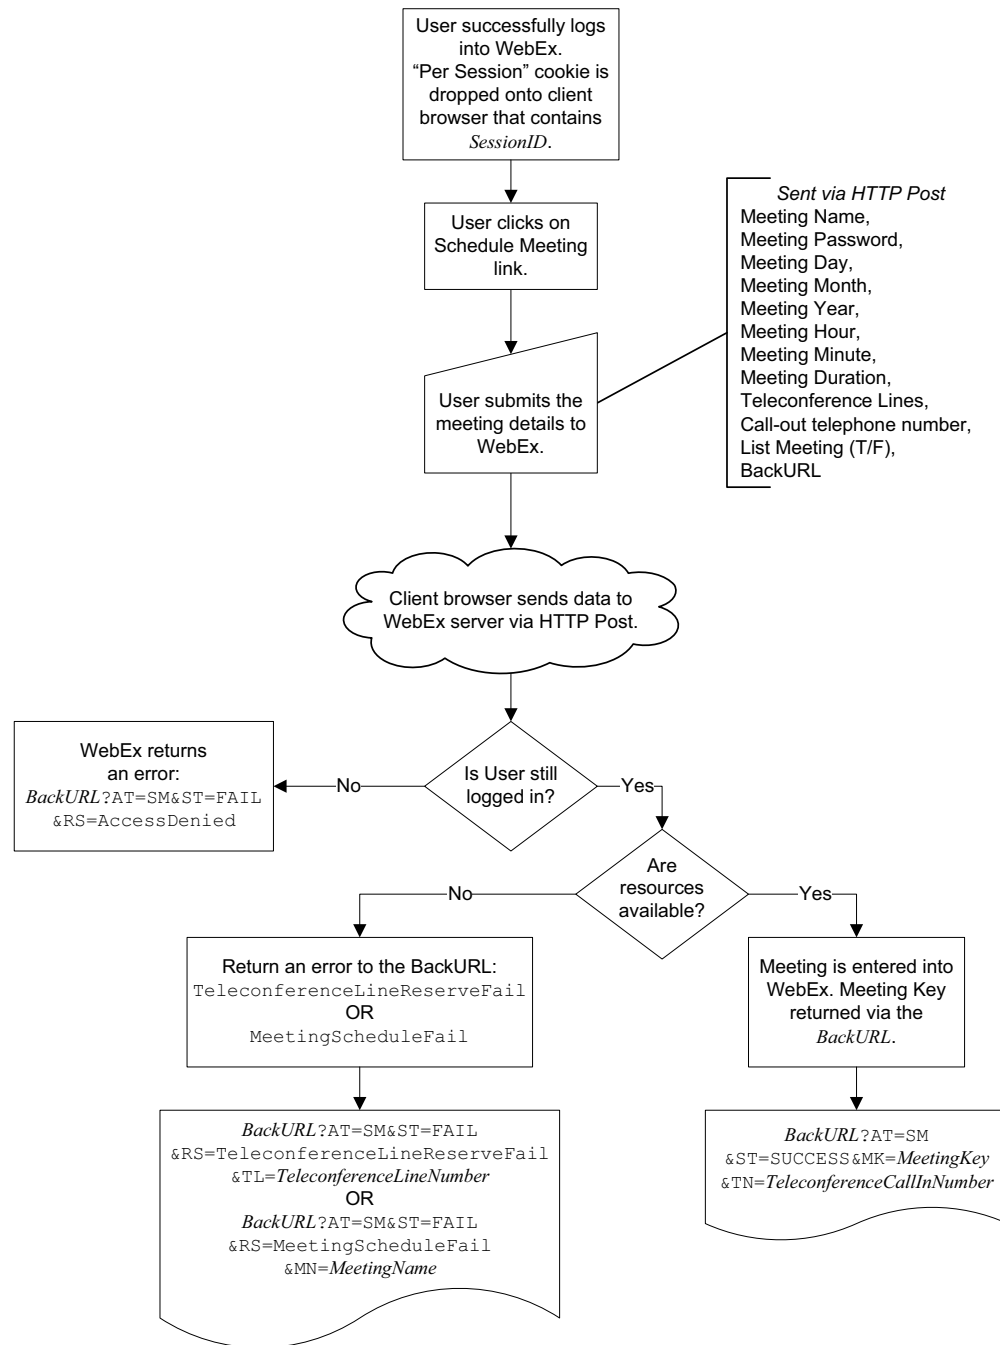 User successfully logs
into WebEx.
“Per Session” cookie is
dropped onto client
browser that contains
SessionID.
User clicks on
Schedule Meeting
link.
Sent via HTTP Post
Meeting Name,
Meeting Password,
Meeting Day,
Meeting Month,
Meeting Year,
Meeting Hour,
Meeting Minute,
Meeting Duration,
Teleconference Lines,
Call-out telephone number,
List Meeting (T/F),
BackURL
User submits the
meeting details to
WebEx.
Client browser sends data to
WebEx server via HTTP Post.
Is User still
logged in?
No
Yes
WebEx returns
an error:
BackURL?AT=SM&ST=FAIL
&RS=AccessDenied
Are
resources
available?
No
Yes
Return an error to the BackURL:
TeleconferenceLineReserveFail
OR
MeetingScheduleFail
Meeting is entered into
WebEx. Meeting Key
returned via the
BackURL.
BackURL?AT=SM&ST=FAIL
&RS=TeleconferenceLineReserveFail
&TL=TeleconferenceLineNumber
OR
BackURL?AT=SM&ST=FAIL
&RS=MeetingScheduleFail
&MN=MeetingName
BackURL?AT=SM
&ST=SUCCESS&MK=MeetingKey
&TN=TeleconferenceCallInNumber